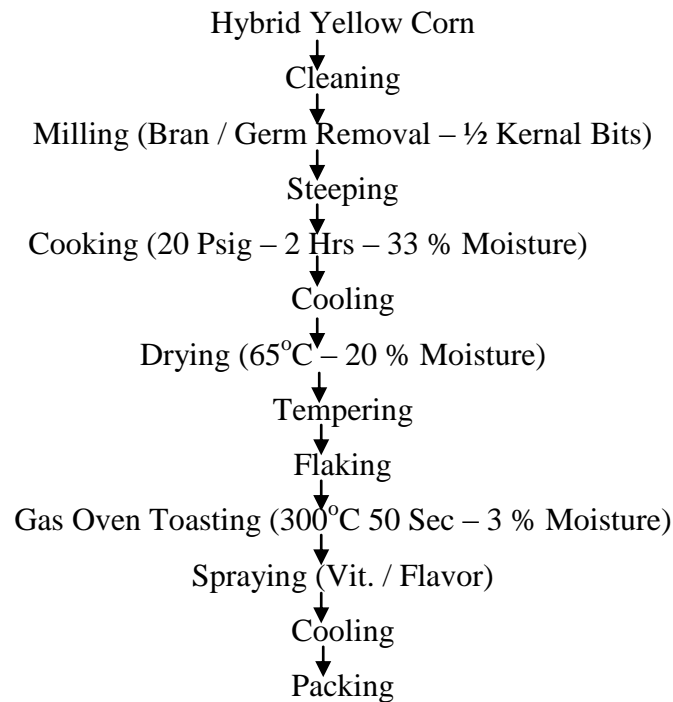 Hybrid Yellow Corn
Cleaning
Milling (Bran / Germ Removal – ½ Kernal Bits)
Steeping
Cooking (20 Psig – 2 Hrs – 33 % Moisture)
Cooling
Drying (65°C – 20 % Moisture)
Tempering
Flaking
Gas Oven Toasting (300°C 50 Sec – 3 % Moisture)
Spraying (Vit. / Flavor)
Cooling
Packing